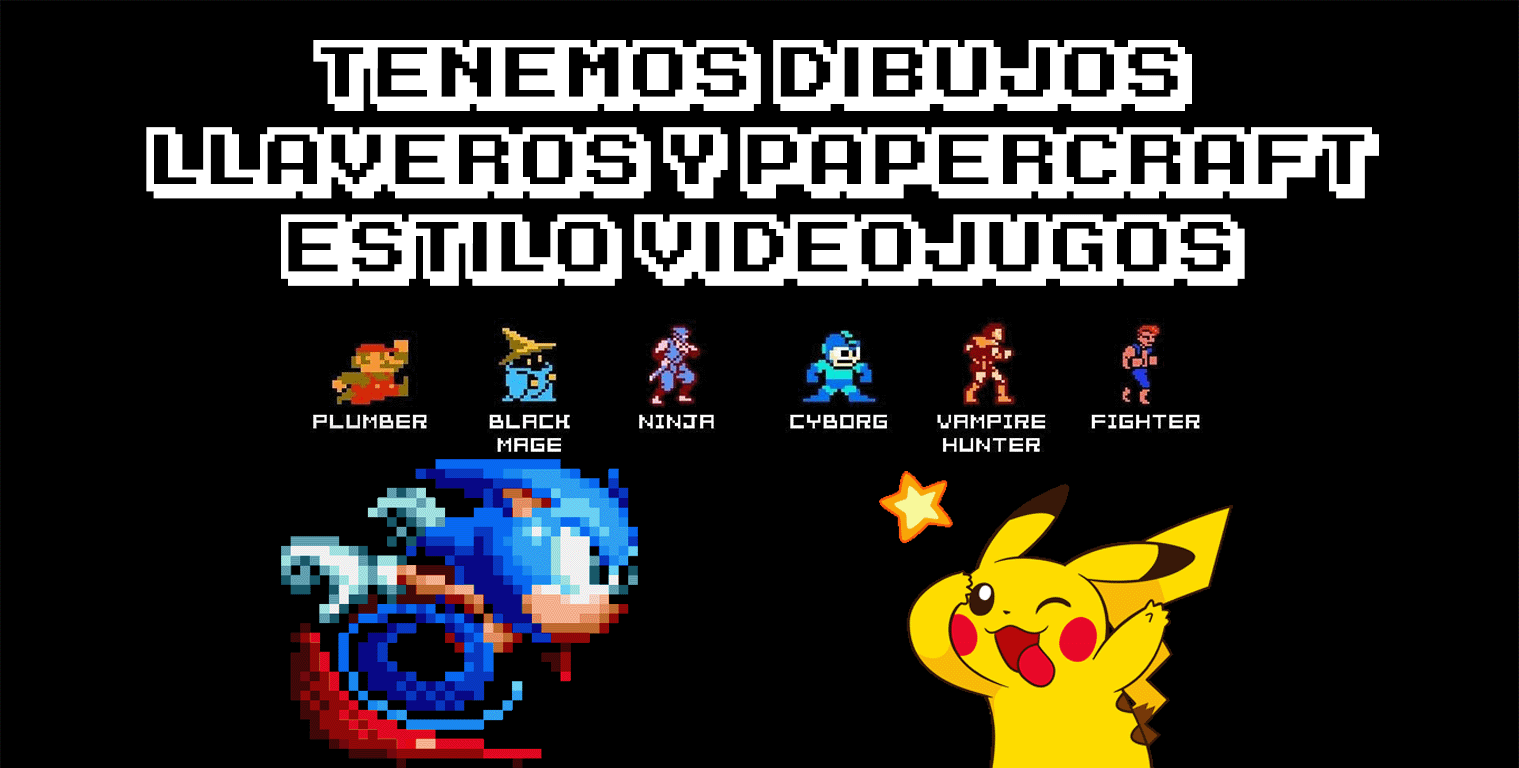 TENEMOS DIBUJOS
LLAVEROS Y PAPERCRAFT
ESTILO VIDEOJUGOS
PLUMBER
BLACK
MAGE
NINJA
CYBORG
VAMPIRE
HUNTER
FIGHTER